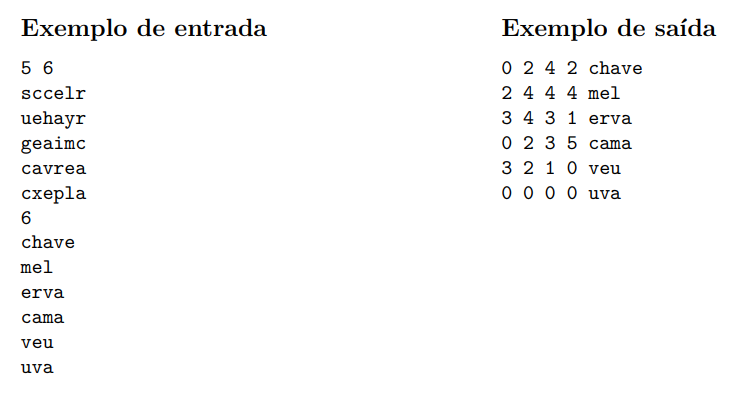 Exemplo de entrada
5 6
sccelr
uehayr
geaimc
cavrea
cxepla
6
chave
mel
erva
cama
veu
uva
Exemplo de saída
0 2 4 2 chave
2 4 4 4 mel
3 4 3 1 erva
0 2 3 5 cama
3 2 1 0 veu
0 0 0 0 uva